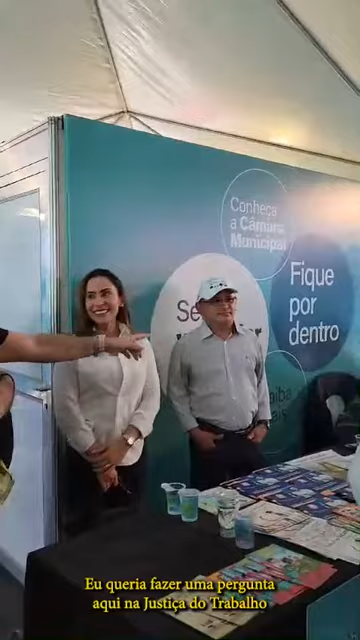 Conheça
a Câmara
Municipal
Fique
por
dentro
Eu queria fazer uma pergunta
aqui na Justiça do Trabalho